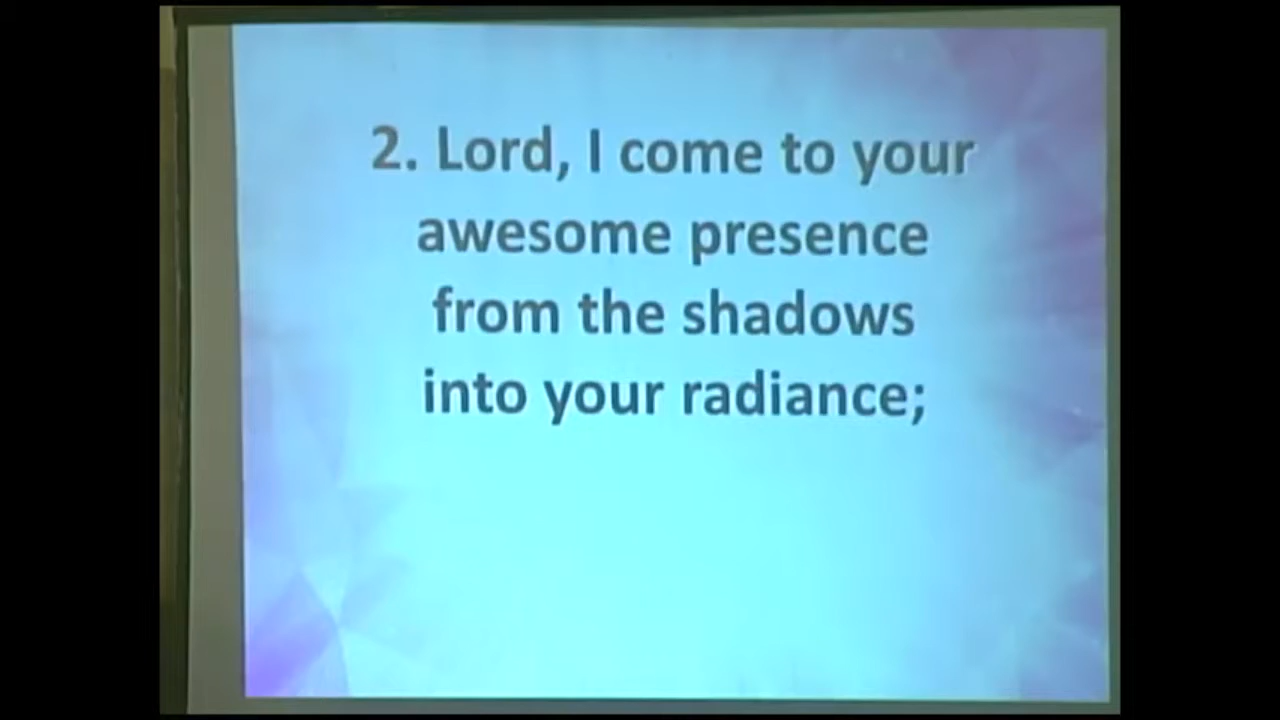 2. Lord, I come to your
awesome presence
from the shadows
into your radiance;